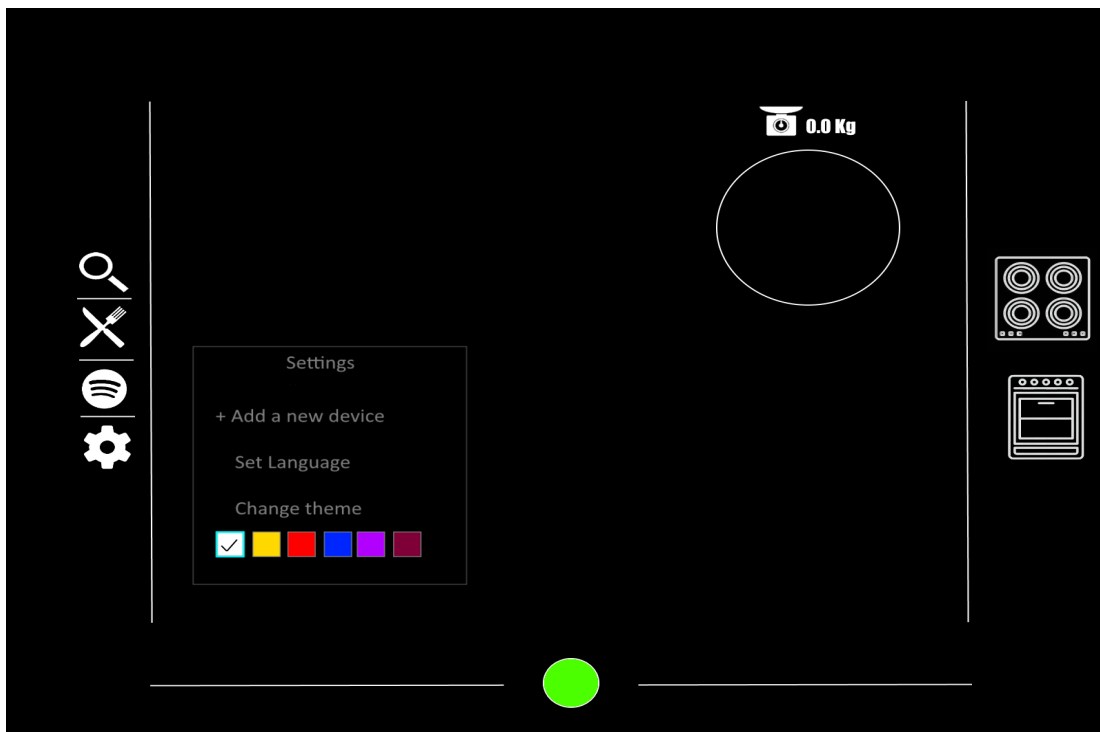 0.0 Kg
Settings
+ Add a new device
Set Language
Change theme